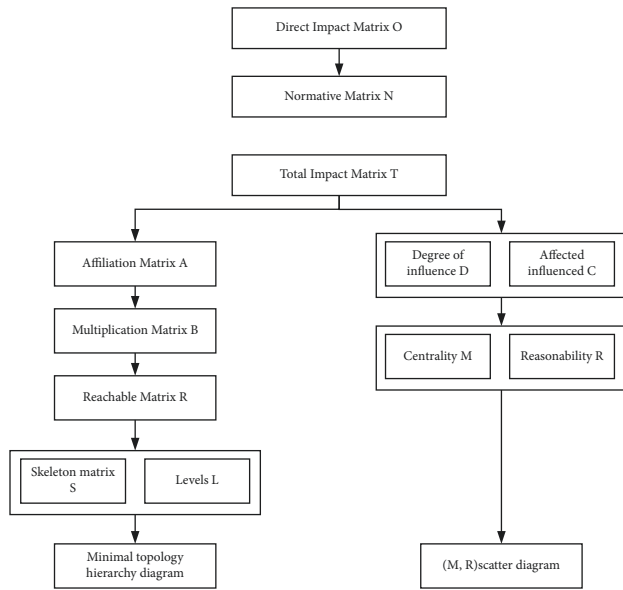 Direct Impact Matrix O
Normative Matrix N
Total Impact Matrix T
Affiliation Matrix A
Multiplication Matrix B
Reachable Matrix R
Skeleton matrix
S
Levels L
Minimal topology
hierarchy diagram
Degree of
influence D
Affected
influenced C
Centrality M
Reasonability R
(M, R)scatter diagram